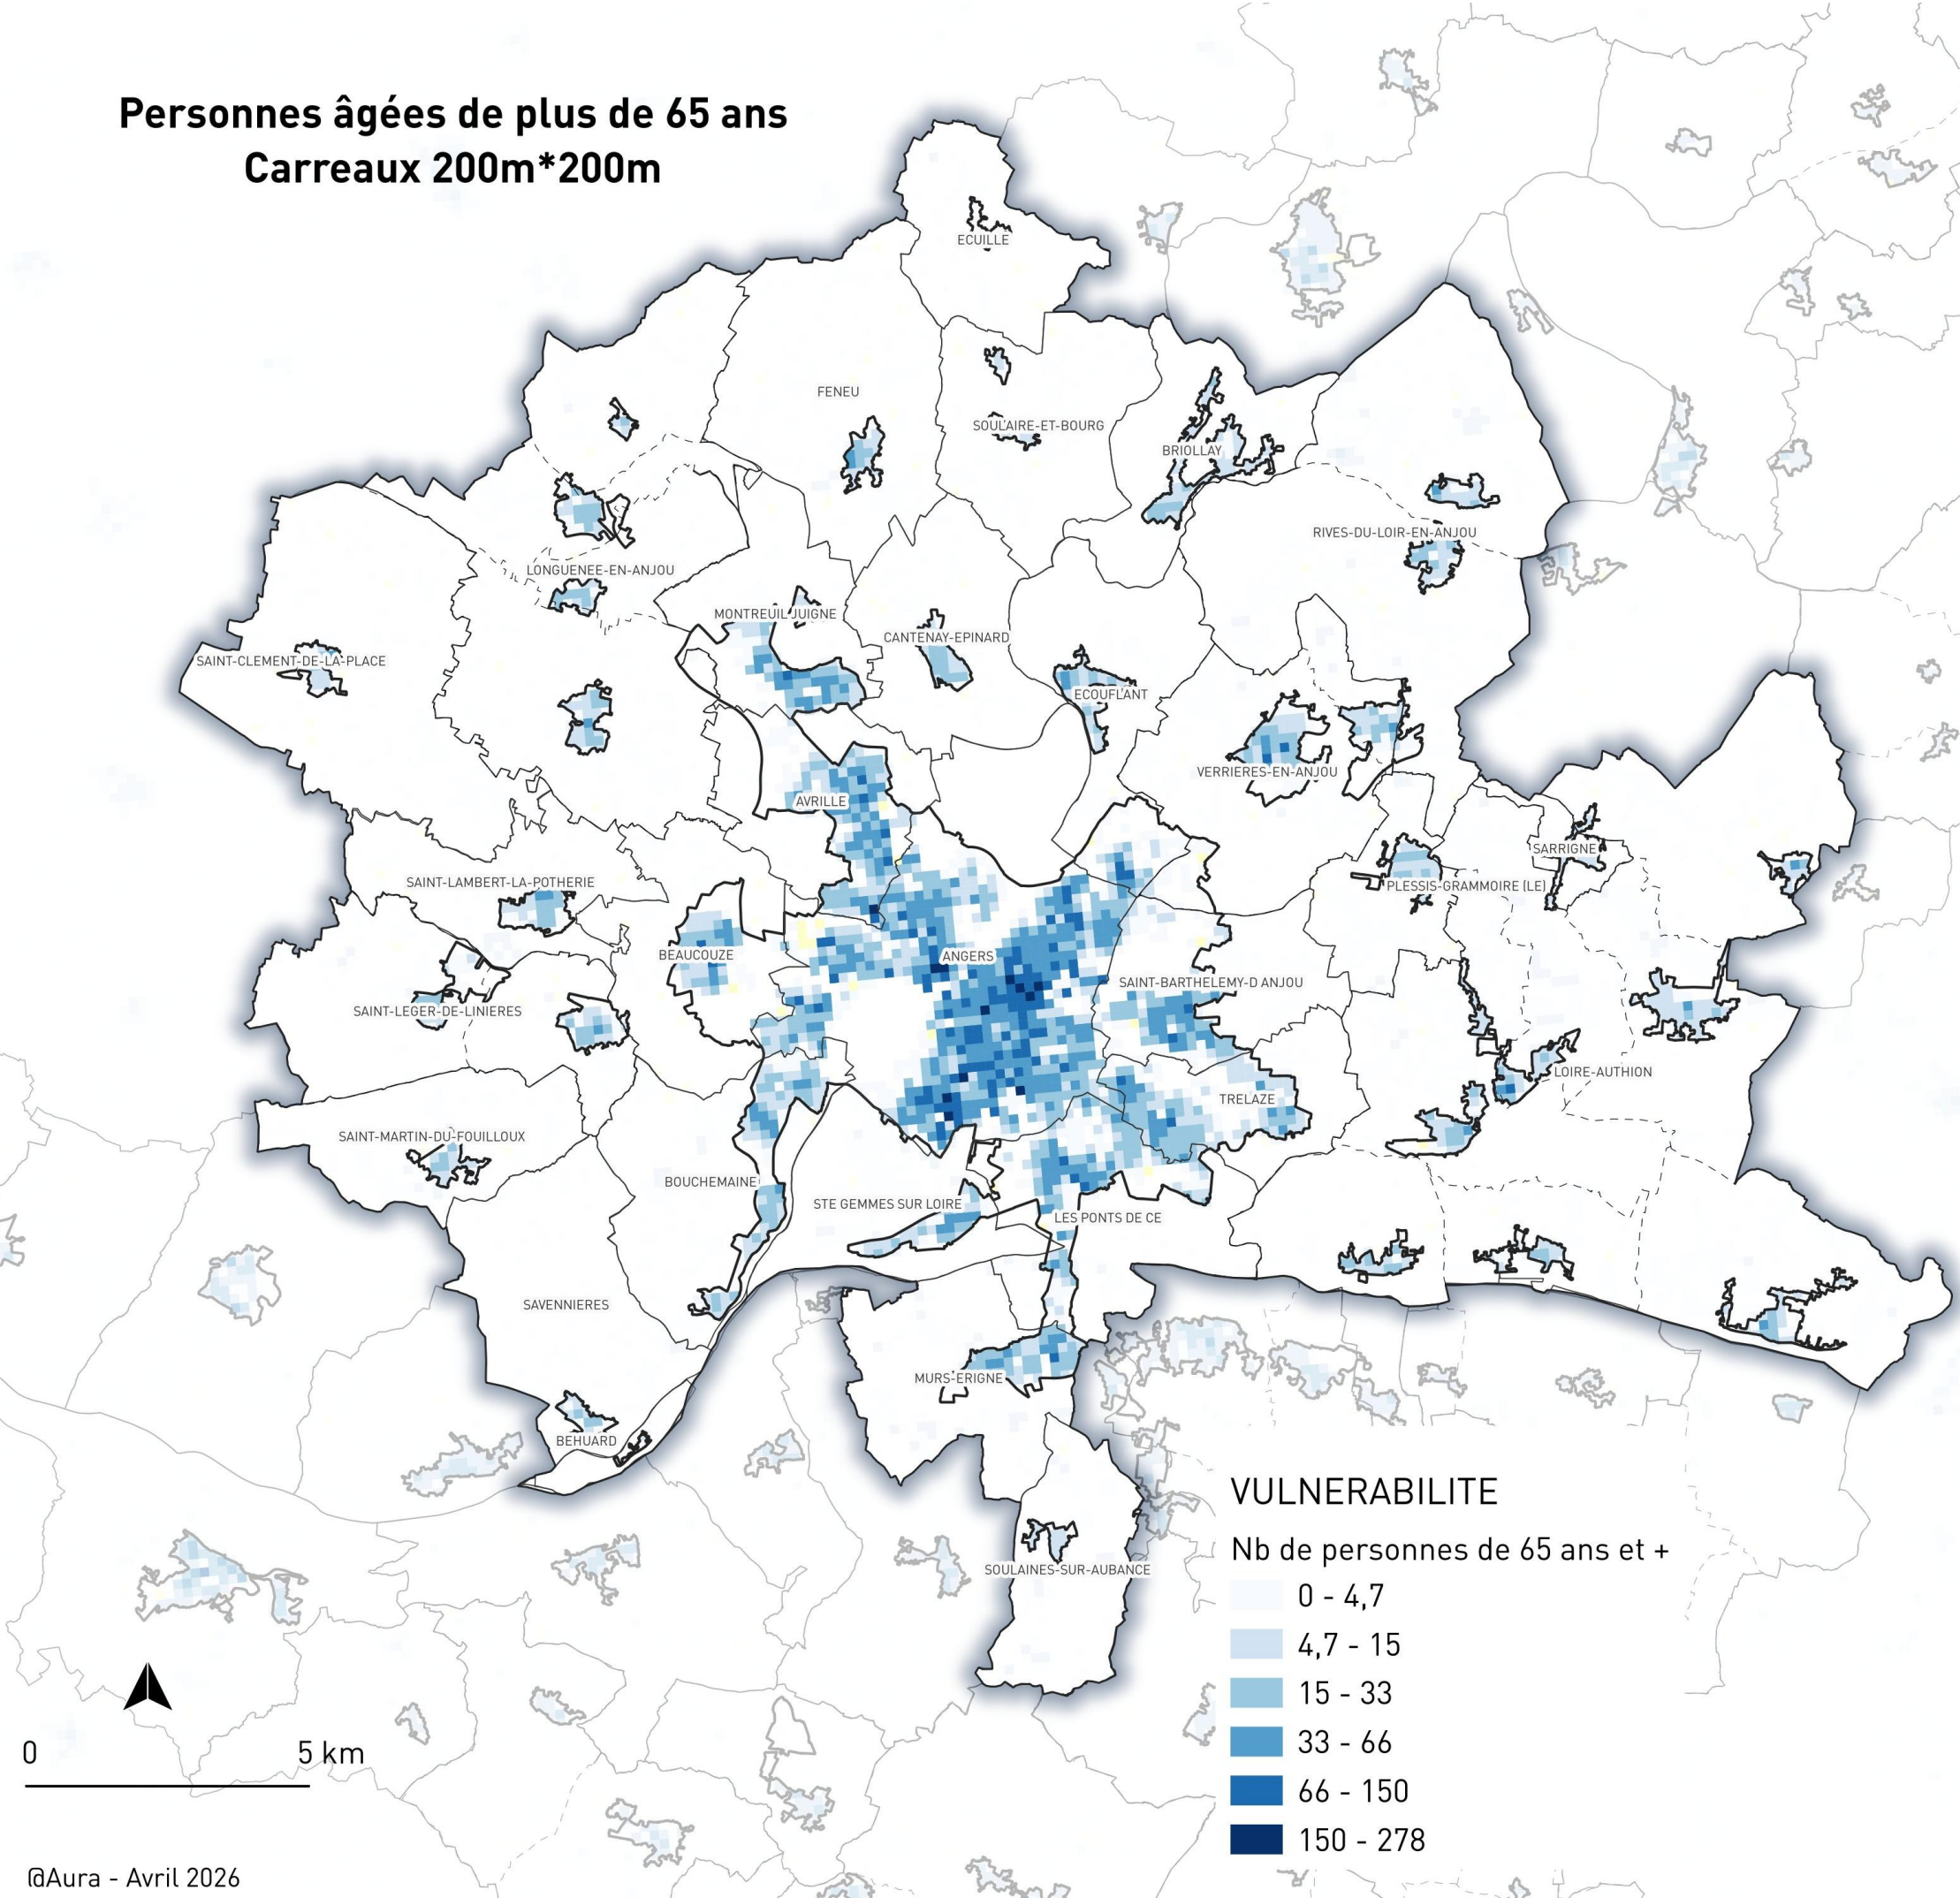 Personnes âgées de plus de 65 ans
Carreaux 200m*200m
ECUILLE
FENEU
SOULAIRE-ET-BOURG
BRIOLLAY
RIVES-DU-LOIR-EN-ANJOU
LONGUENEE-EN-ANJOU
MONTREUIL-JUIGNE
CANTENAY-EPINARD
SAINT-CLEMENT-DE-LA-PLACE
ECOUFLANT
VERRIERES-EN-ANJOU
AVRILLE
SARRIGNE
SAINT-LAMBERT-LA-POTHERIE
PLESSIS-GRAMMOIRE (LE)
BEAUCOUZE
ANGERS
SAINT-BARTHELEMY-D ANJOU
SAINT-LEGER-DE-LINIERES
LOIRE-AUTHION
TRELAZE
SAINT-MARTIN-DU-FOUILLOUX
BOUCHEMAINE
STE GEMMES SUR LOIRE
LES PONTS DE CE
SAVENNIERES
MURS-ERIGNE
BEHUARD
SOULAINES-SUR-AUBANCE
VULNERABILITE
Nb de personnes de 65 ans et +
0 - 4,7
4,7 - 15
15 - 33
33 - 66
66 - 150
150 - 278
0 5 km
@Aura - Avril 2026